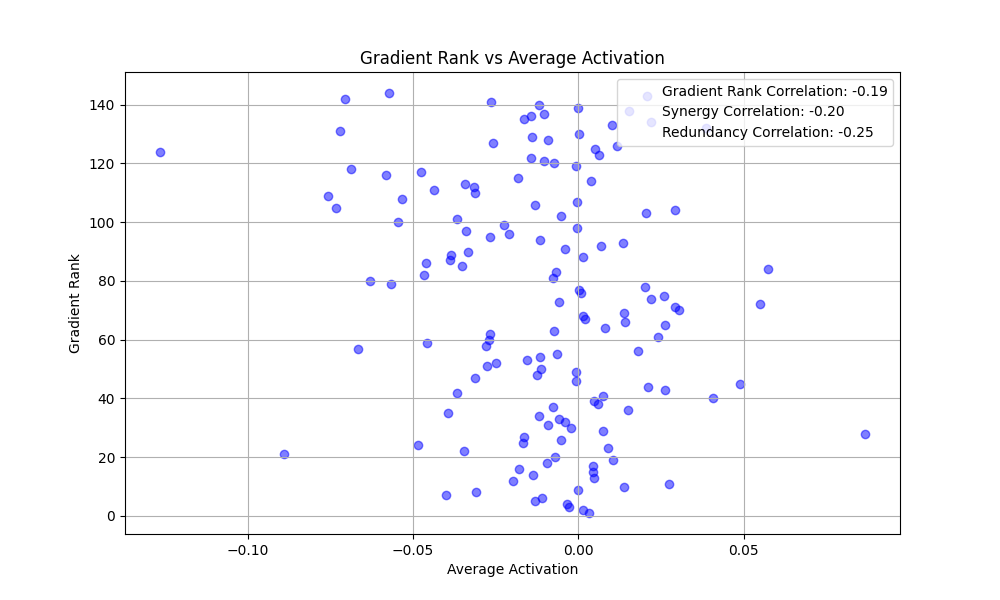 Gradient Rank vs Average Activation
Gradient Rank Correlation: -0.19
Synergy Correlation: -0.20
Redundancy Correlation: -0.25
Gradient Rank
140
120
100
80
60
40
20
0
−0.10
−0.05
0.00
0.05
Average Activation